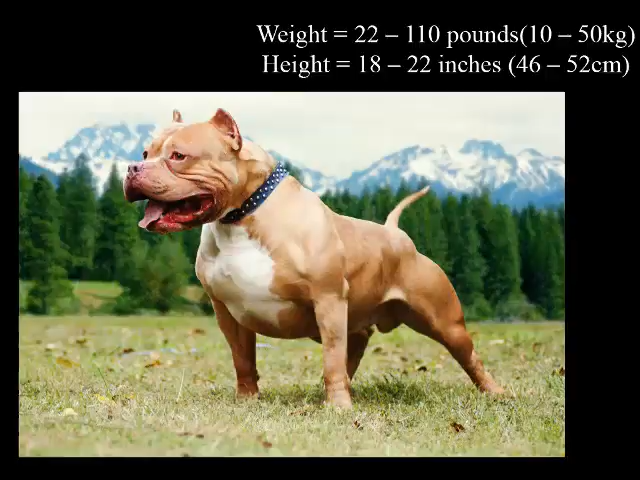 Weight = 22 – 110 pounds(10 – 50kg)
Height = 18 – 22 inches (46 – 52cm)